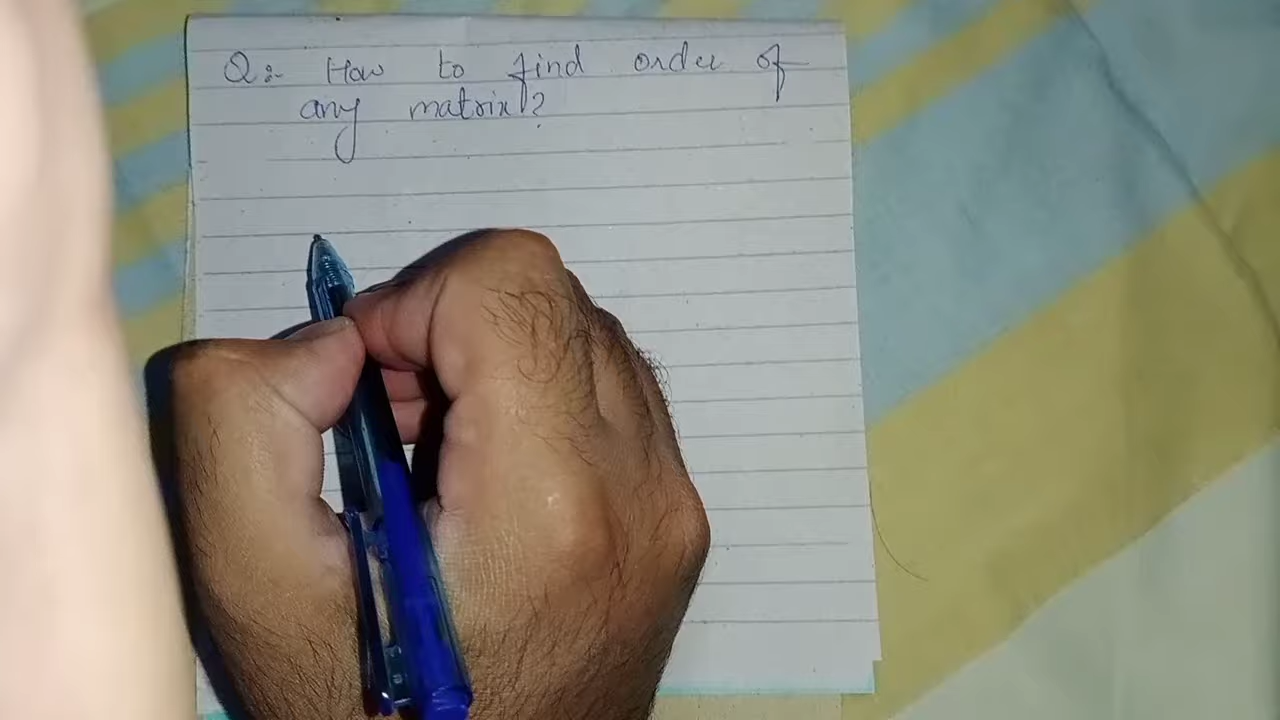 Q:- How to find order of
any matrix?